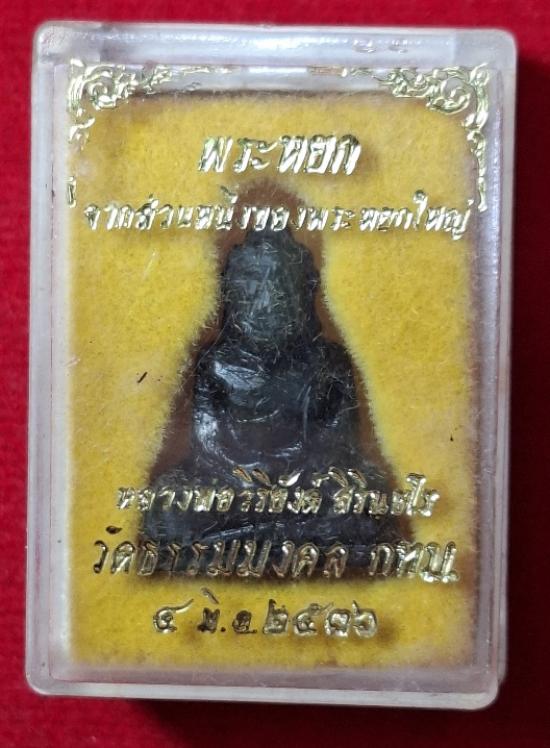 พระหยก
จากส่วนหนึ่งของพระหยกใหญ่
หลวงพ่อวิริยังค์ สิรินฺธโร
วัดธรรมมงคล กทม.
๔ มิ.ย. ๒๕๓๖